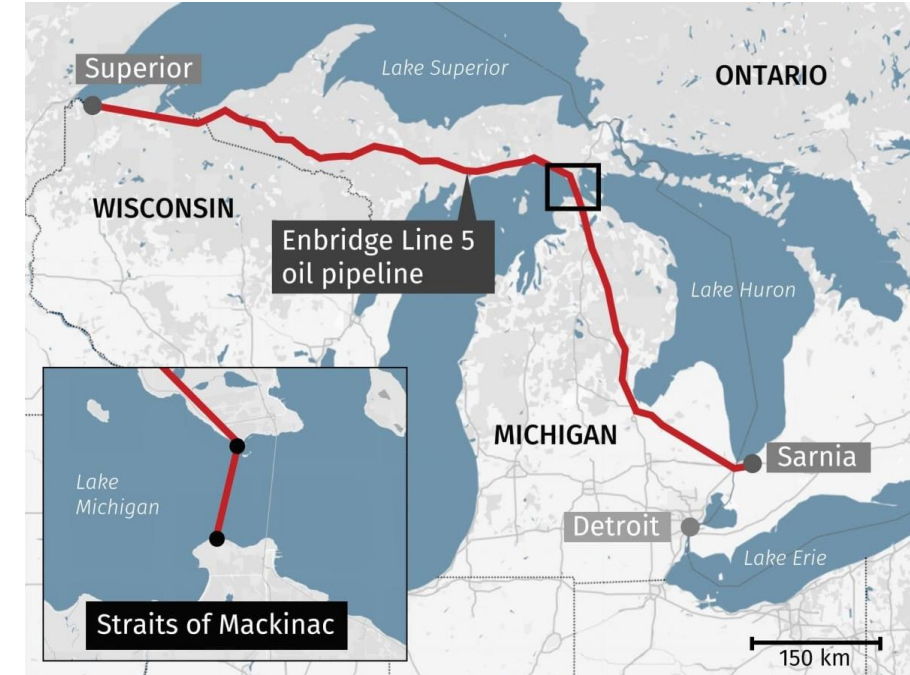 Superior
Lake Superior
ONTARIO
WISCONSIN
Enbridge Line 5
oil pipeline
Lake Huron
MICHIGAN
Sarnia
Lake
Michigan
Detroit
Lake Erie
Straits of Mackinac
150 km